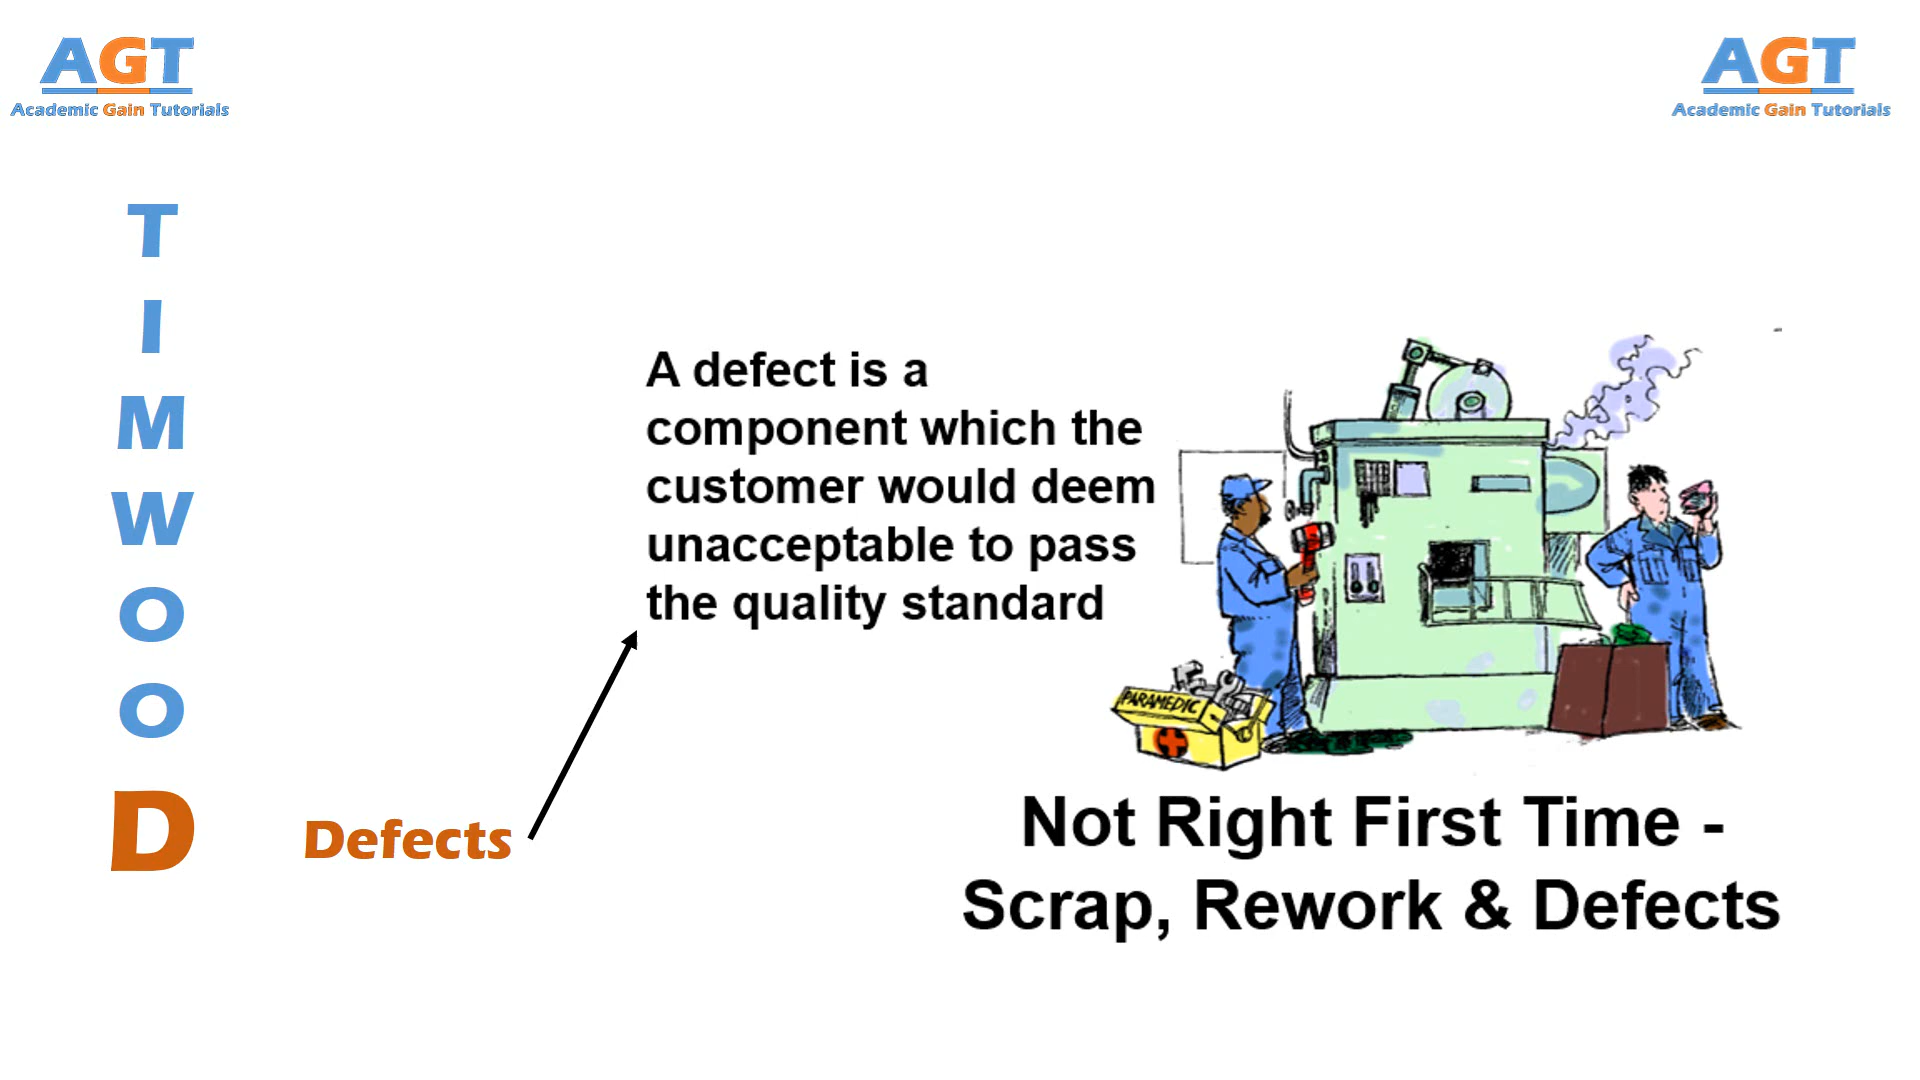 AGT
Academic Gain Tutorials
AGT
Academic Gain Tutorials
T
I
M
W
O
O
D
Defects
A defect is a
component which the
customer would deem
unacceptable to pass
the quality standard
PARAMEDIC
Not Right First Time -
Scrap, Rework & Defects